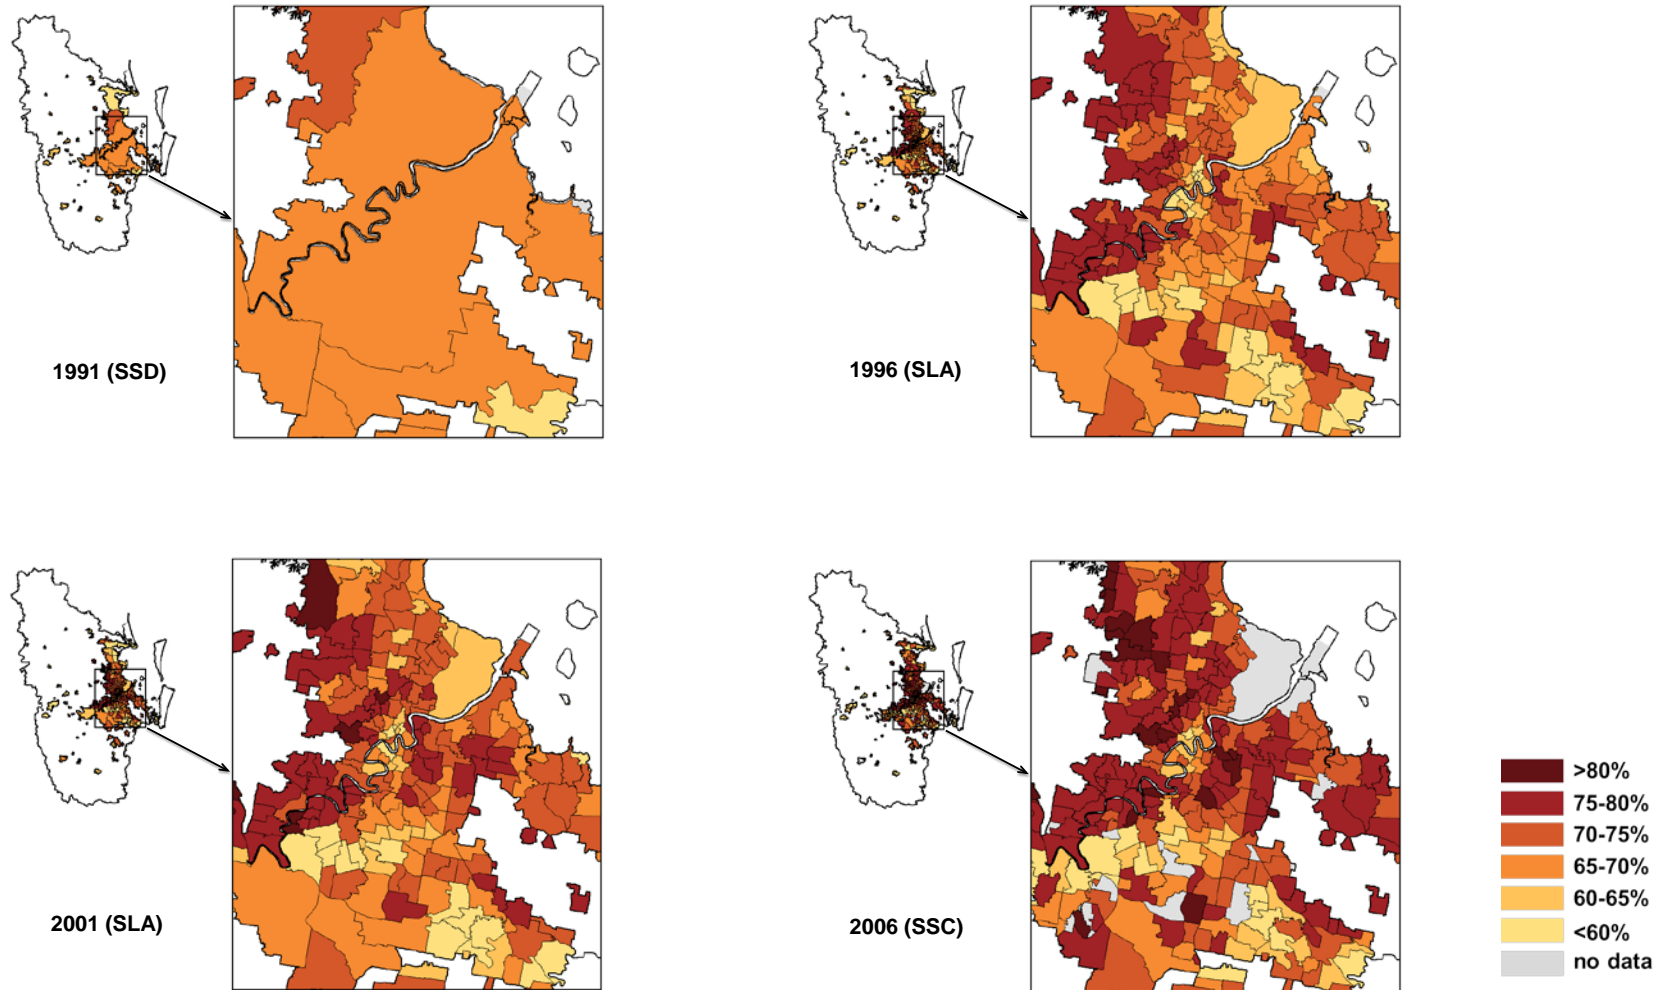 1991 (SSD)
1996 (SLA)
2001 (SLA)
2006 (SSC)
>80%
75-80%
70-75%
65-70%
60-65%
<60%
no data